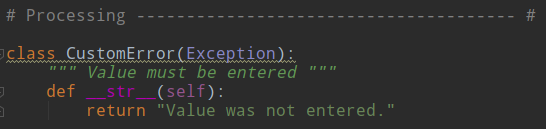 # Processing -------------------------------------- #
class CustomError(Exception):
    """ Value must be entered """
    def __str__(self):
        return "Value was not entered."